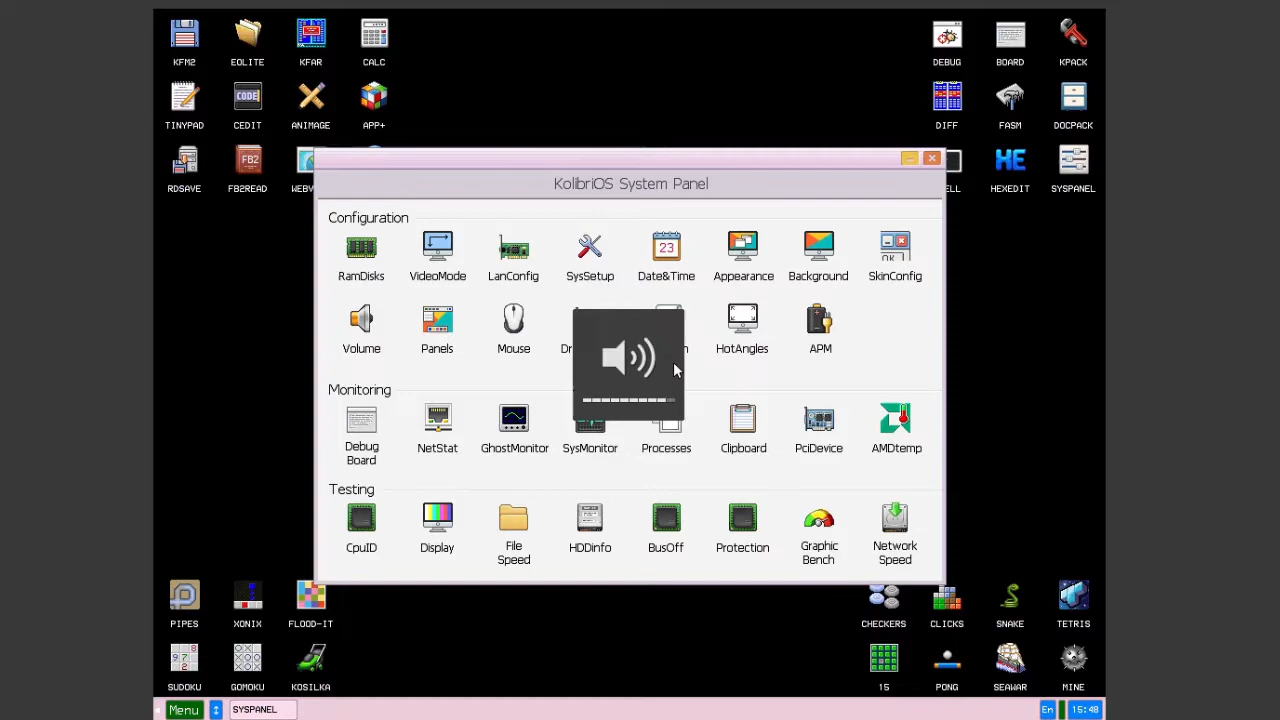 KFM2 EOLITE KFAR CALC DEBUG BOARD KPACK
TINYPAD CEDIT ANIMAGE APP+ DIFF FASM DOCPACK
RDSAVE FB2READ HEXEDIT SYSPANEL
KolibriOS System Panel
Configuration
RamDisks VideoMode LanConfig SysSetup Date&Time Appearance Background SkinConfig
Volume Panels Mouse HotAngles APM
Monitoring
Debug Board NetStat GhostMonitor SysMonitor Processes Clipboard PciDevice AMDtemp
Testing
CpuID Display File Speed HDDinfo BusOff Protection Graphic Bench Network Speed
PIPES XONIX FLOOD-IT CHECKERS CLICKS SNAKE TETRIS
SUDOKU GOMOKU KOSILKA 15 PONG SEAWAR MINE
Menu SYSPANEL En 15:48